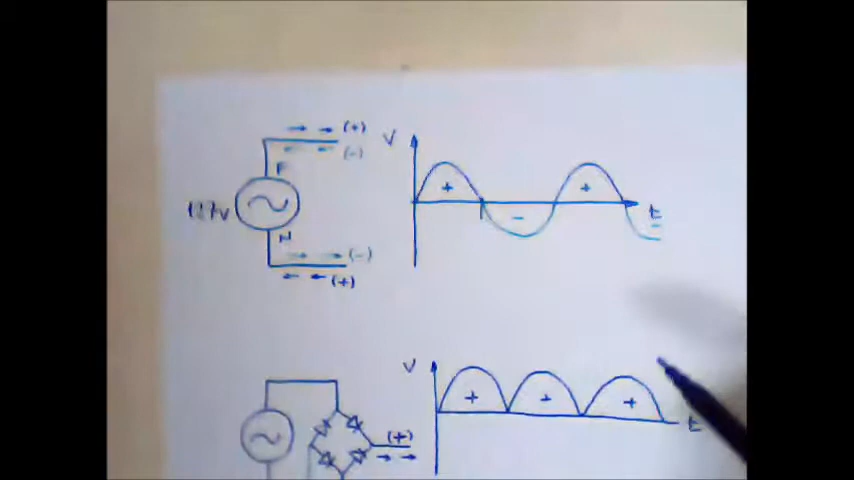 (+)
V
(-)
F
+
+
127V
t
-
-
N
(-)
(+)
V
+
+
+
(+)
t